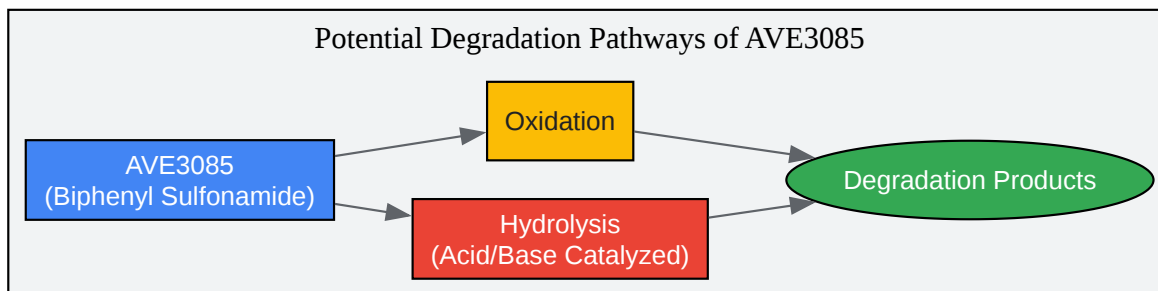 Potential Degradation Pathways of AVE3085
AVE3085
(Biphenyl Sulfonamide)
Oxidation
Hydrolysis
(Acid/Base Catalyzed)
Degradation Products